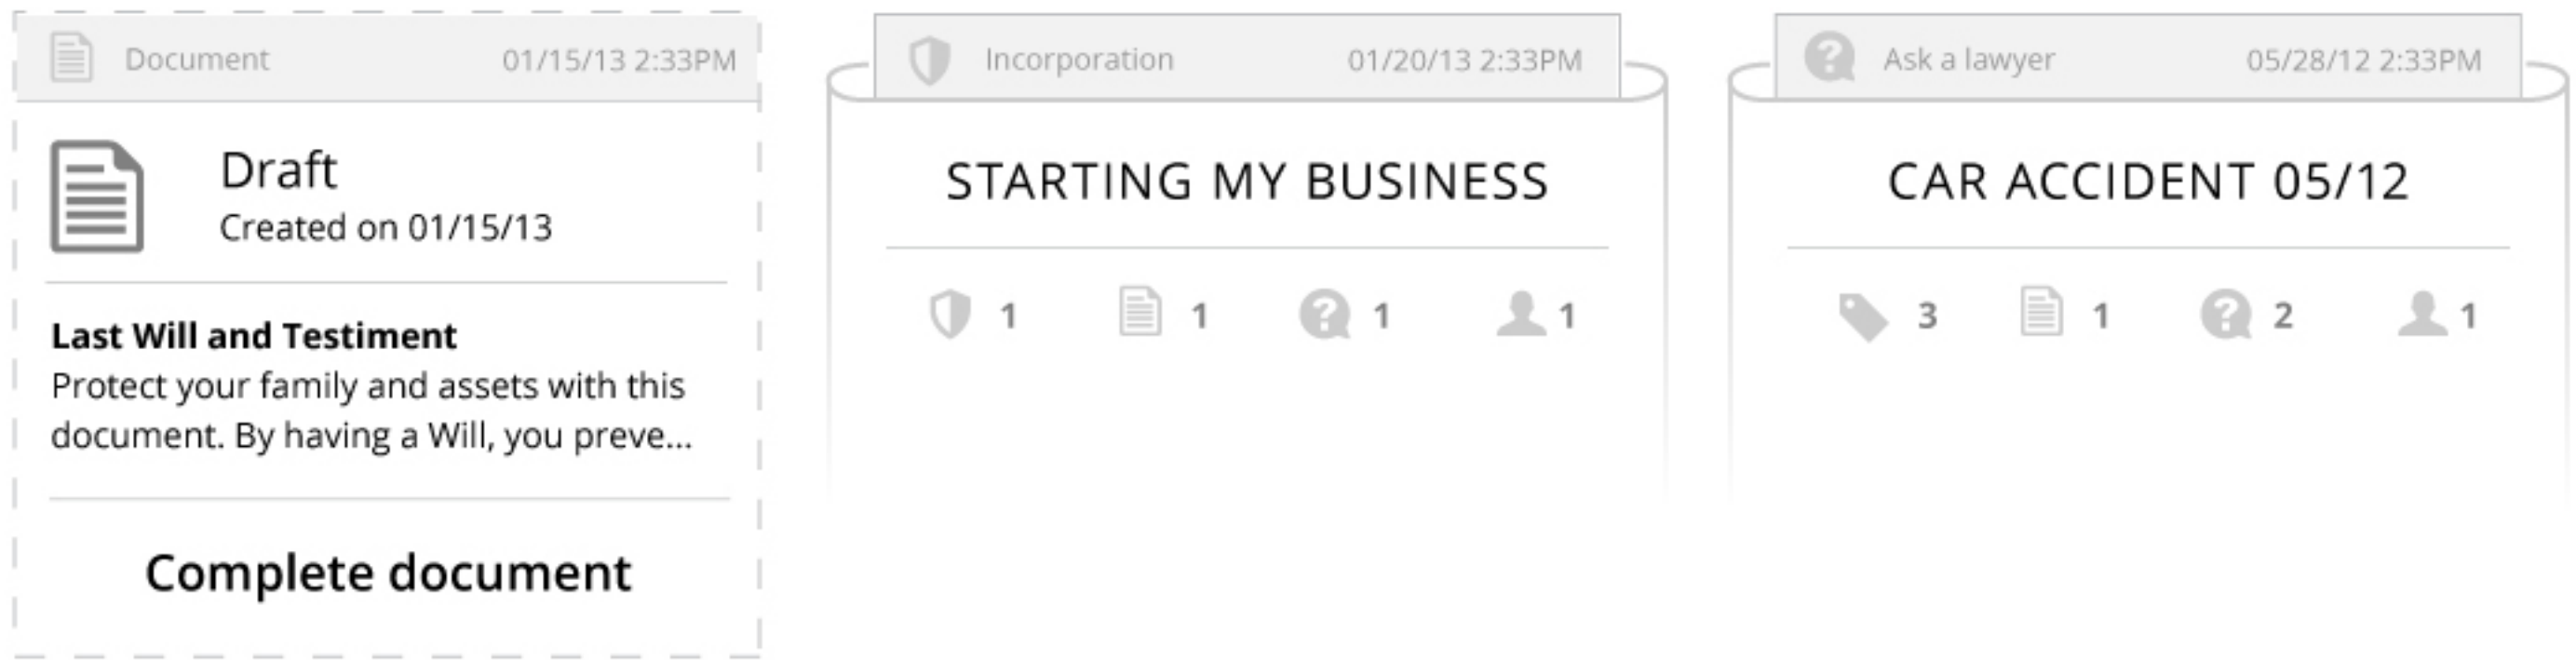 Document 01/15/13 2:33PM
Draft
Created on 01/15/13
Last Will and Testiment
Protect your family and assets with this
document. By having a Will, you preve...
Complete document
Incorporation 01/20/13 2:33PM
STARTING MY BUSINESS
1 1 1 1
Ask a lawyer 05/28/12 2:33PM
CAR ACCIDENT 05/12
3 1 2 1